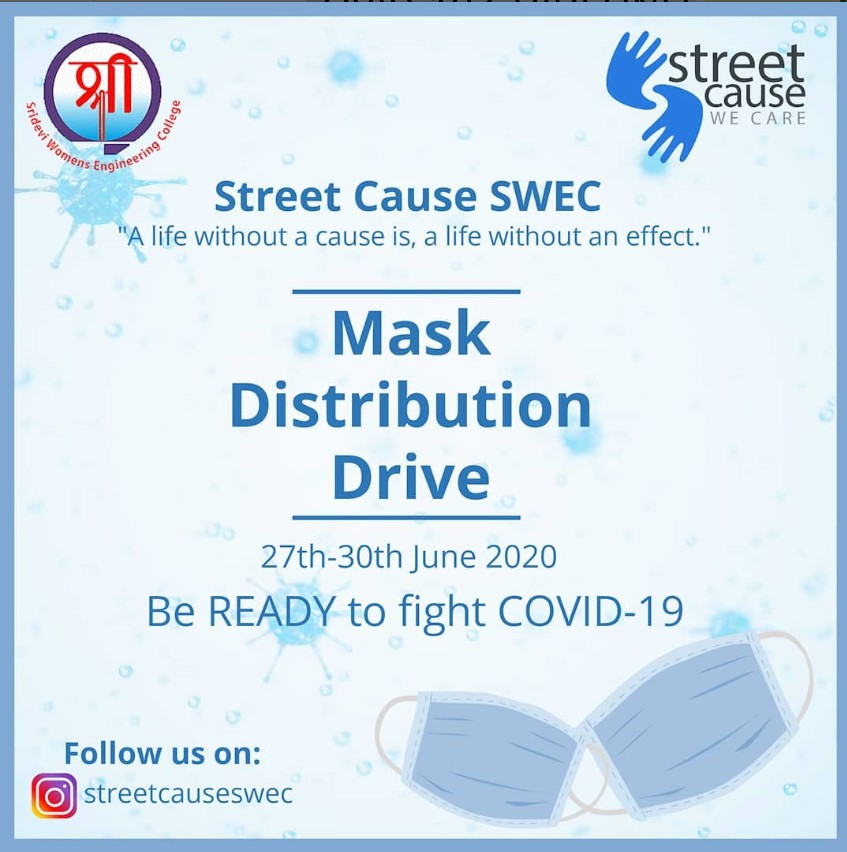 श्री
Sridevi Womens Engineering College
street
cause
WE CARE
Street Cause SWEC
"A life without a cause is, a life without an effect."
Mask
Distribution
Drive
27th-30th June 2020
Be READY to fight COVID-19
Follow us on:
streetcauseswec